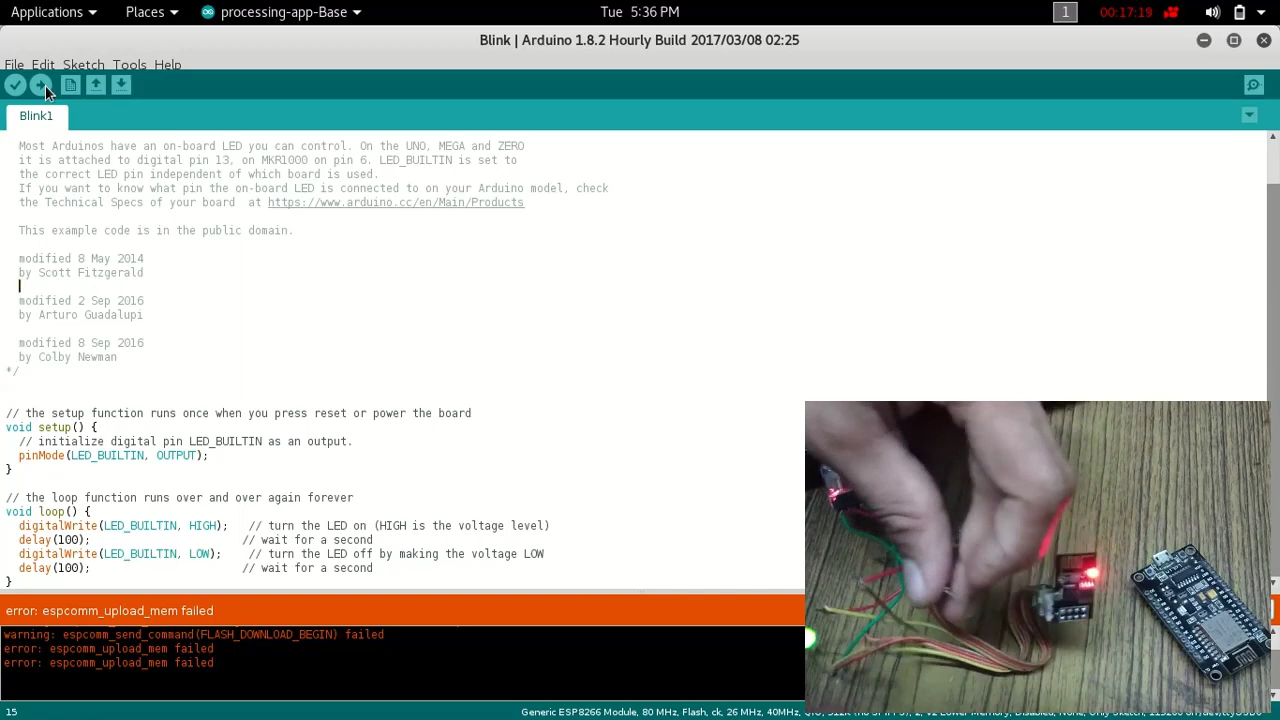 Applications Places processing-app-Base Tue 5:36 PM 1 00:17:19
Blink | Arduino 1.8.2 Hourly Build 2017/03/08 02:25
File Edit Sketch Tools Help
Blink1
Most Arduinos have an on-board LED you can control. On the UNO, MEGA and ZERO
it is attached to digital pin 13, on MKR1000 on pin 6. LED_BUILTIN is set to
the correct LED pin independent of which board is used.
If you want to know what pin the on-board LED is connected to on your Arduino model, check
the Technical Specs of your board at https://www.arduino.cc/en/Main/Products
This example code is in the public domain.
modified 8 May 2014
by Scott Fitzgerald
modified 2 Sep 2016
by Arturo Guadalupi
modified 8 Sep 2016
by Colby Newman
*/
// the setup function runs once when you press reset or power the board
void setup() {
// initialize digital pin LED_BUILTIN as an output.
pinMode(LED_BUILTIN, OUTPUT);
}
// the loop function runs over and over again forever
void loop() {
digitalWrite(LED_BUILTIN, HIGH); // turn the LED on (HIGH is the voltage level)
delay(100); // wait for a second
digitalWrite(LED_BUILTIN, LOW); // turn the LED off by making the voltage LOW
delay(100); // wait for a second
}
error: espcomm_upload_mem failed
warning: espcomm_send_command(FLASH_DOWNLOAD_BEGIN) failed
error: espcomm_upload_mem failed
error: espcomm_upload_mem failed
15 Generic ESP8266 Module, 80 MHz, Flash, ck, 26 MHz, 40MHz,